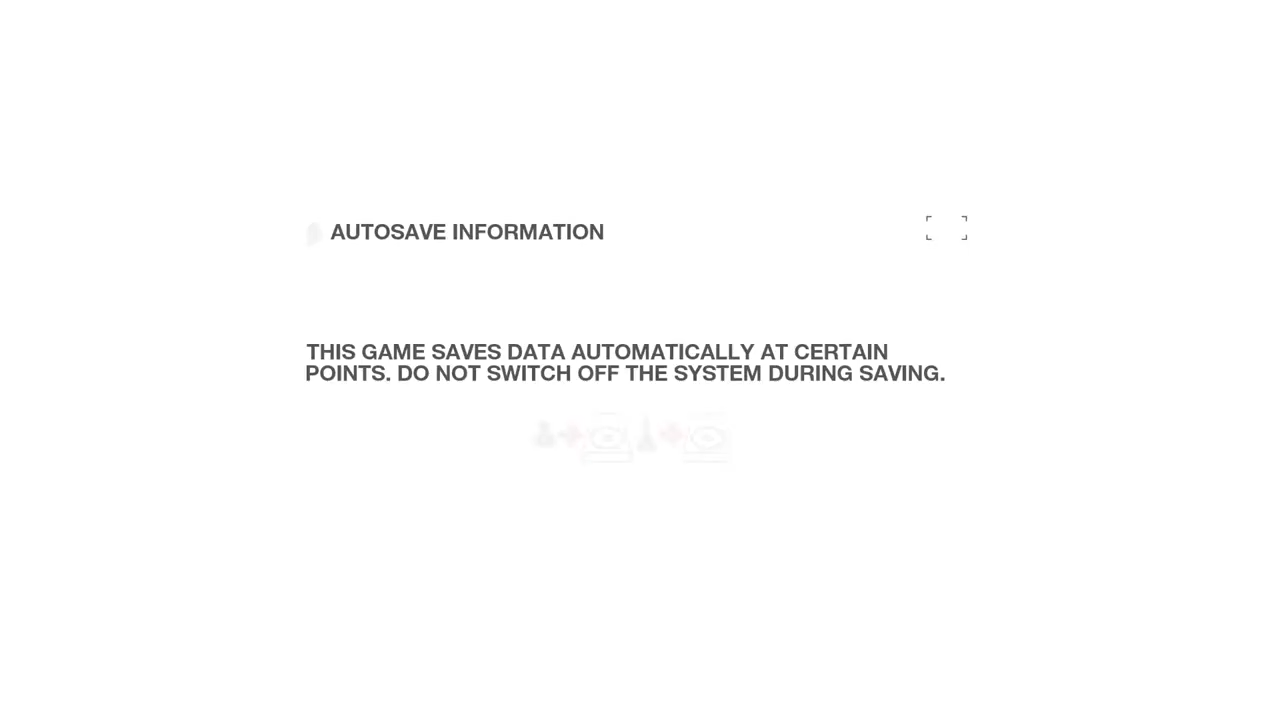 AUTOSAVE INFORMATION
THIS GAME SAVES DATA AUTOMATICALLY AT CERTAIN
POINTS. DO NOT SWITCH OFF THE SYSTEM DURING SAVING.